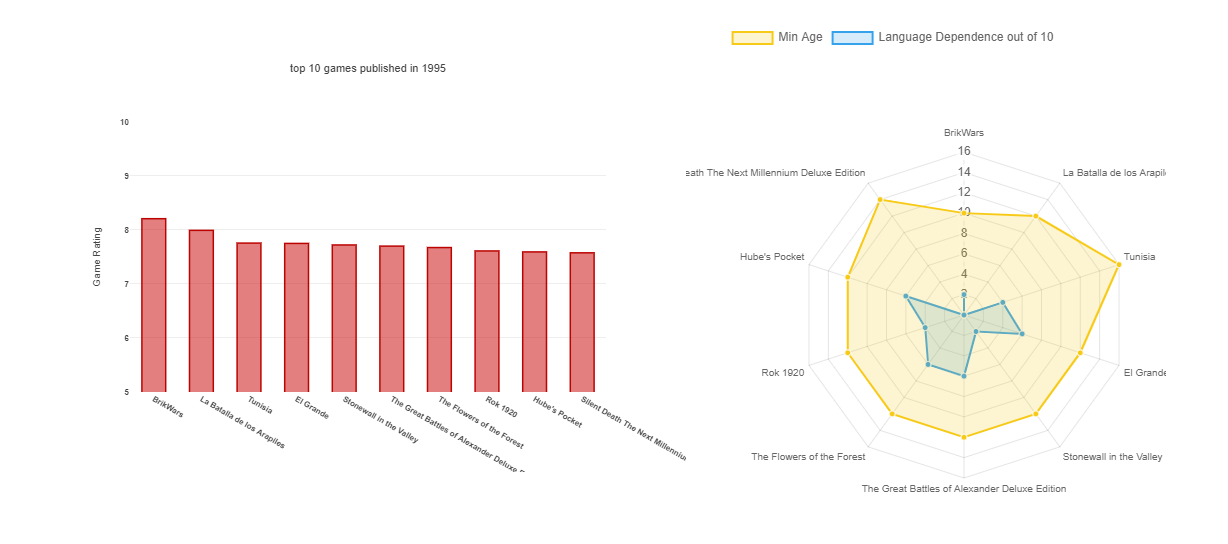 top 10 games published in 1995
Game Rating
10
9
8
7
6
5
BrikWars
La Batalla de los Arapiles
Tunisia
El Grande
Stonewall in the Valley
The Great Battles of Alexander Deluxe
The Flowers of the Forest
Rok 1920
Hube's Pocket
Silent Death The Next Millenniu
Min Age
Language Dependence out of 10
BrikWars
16
14
12
10
8
6
4
2
La Batalla de los Arapil
Tunisia
El Grande
Stonewall in the Valley
The Great Battles of Alexander Deluxe Edition
The Flowers of the Forest
Rok 1920
Hube's Pocket
eath The Next Millennium Deluxe Edition